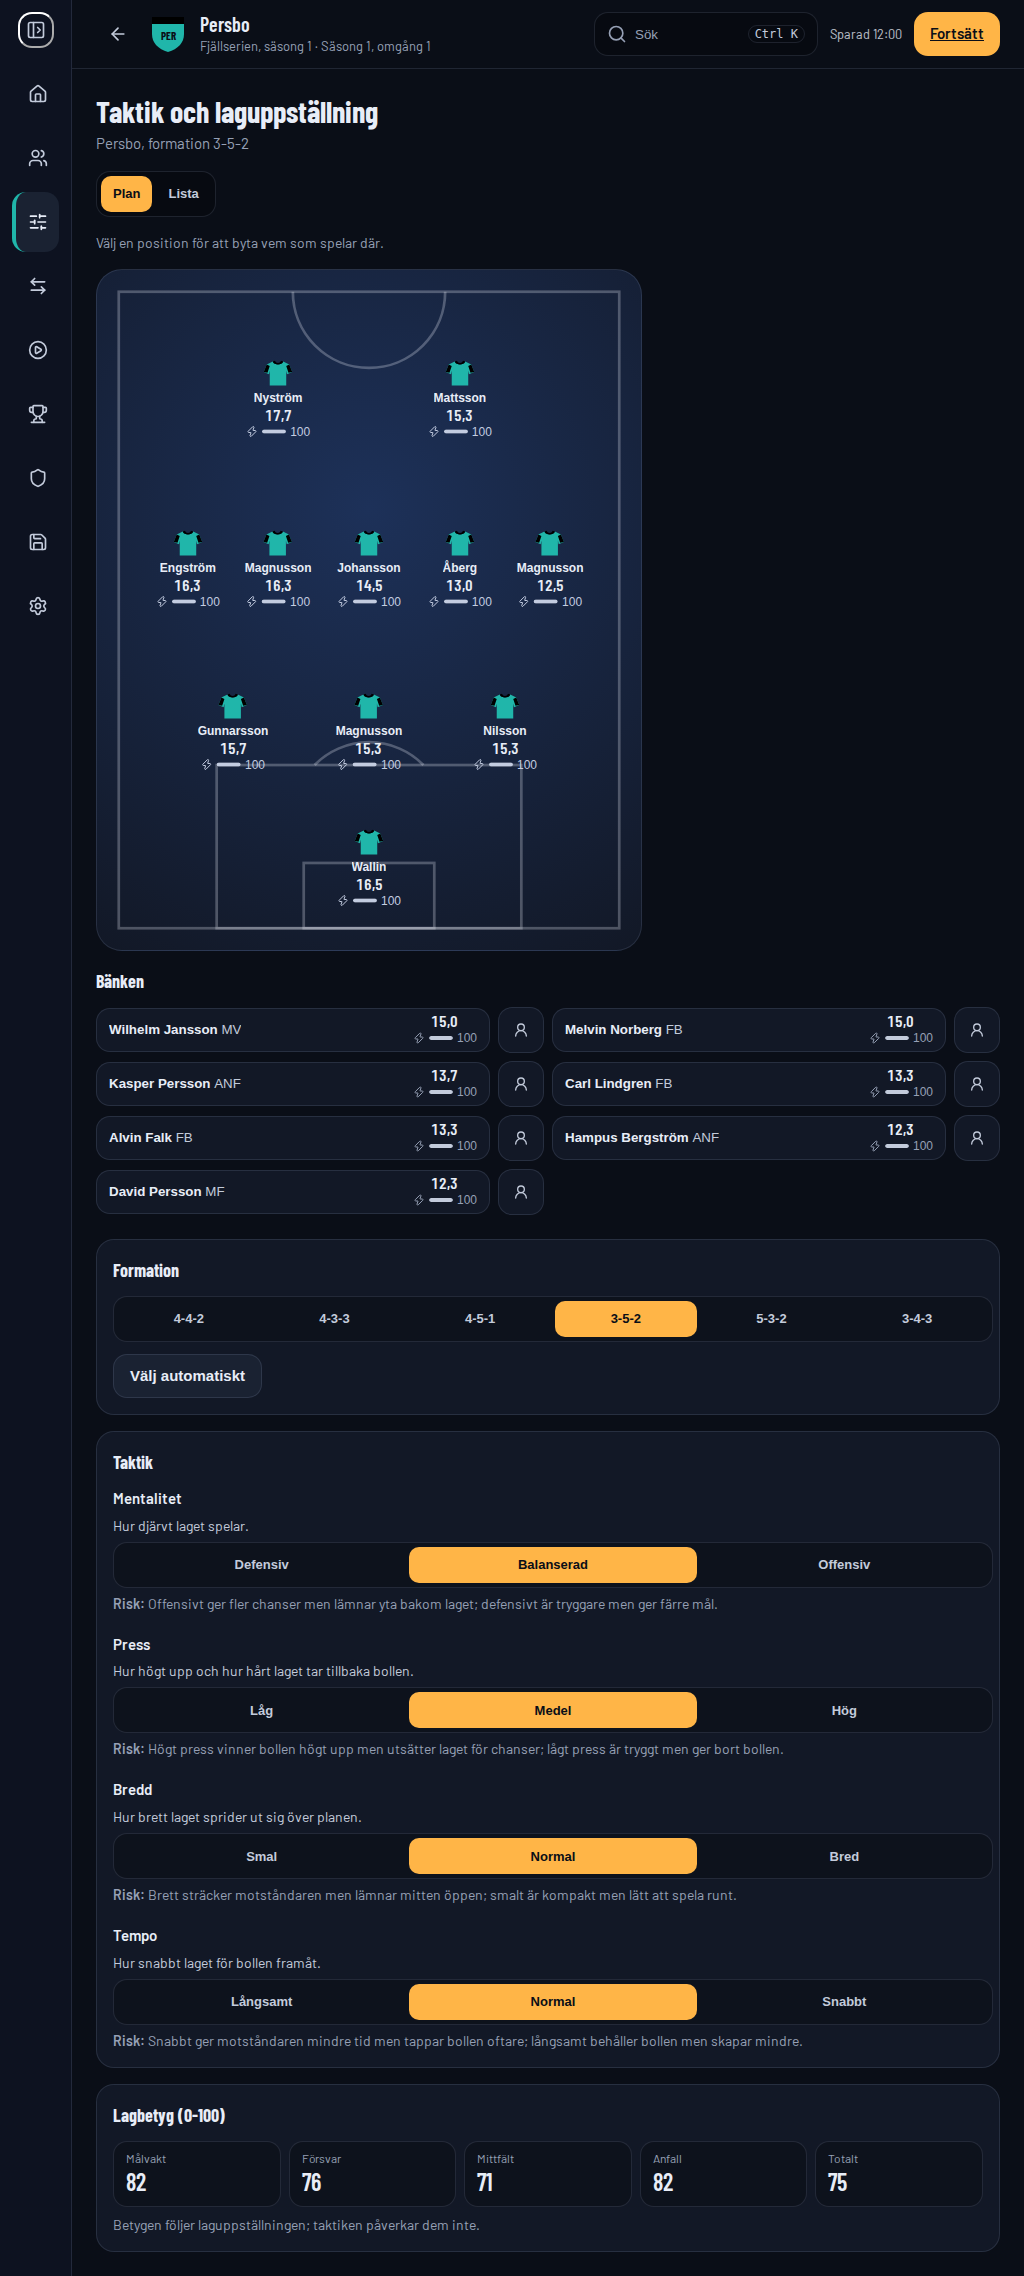 PER
Persbo
Fjällserien, säsong 1 · Säsong 1, omgång 1
Sök
Ctrl K
Sparad 12:00
Fortsätt
Taktik och laguppställning
Persbo, formation 3-5-2
Plan
Lista
Välj en position för att byta vem som spelar där.
Nyström
17,7
100
Mattsson
15,3
100
Engström
16,3
100
Magnusson
16,3
100
Johansson
14,5
100
Åberg
13,0
100
Magnusson
12,5
100
Gunnarsson
15,7
100
Magnusson
15,3
100
Nilsson
15,3
100
Wallin
16,5
100
Bänken
Wilhelm Jansson MV
15,0
100
Melvin Norberg FB
15,0
100
Kasper Persson ANF
13,7
100
Carl Lindgren FB
13,3
100
Alvin Falk FB
13,3
100
Hampus Bergström ANF
12,3
100
David Persson MF
12,3
100
Formation
4-4-2
4-3-3
4-5-1
3-5-2
5-3-2
3-4-3
Välj automatiskt
Taktik
Mentalitet
Hur djärvt laget spelar.
Defensiv
Balanserad
Offensiv
Risk: Offensivt ger fler chanser men lämnar yta bakom laget; defensivt är tryggare men ger färre mål.
Press
Hur högt upp och hur hårt laget tar tillbaka bollen.
Låg
Medel
Hög
Risk: Högt press vinner bollen högt upp men utsätter laget för chanser; lågt press är tryggt men ger bort bollen.
Bredd
Hur brett laget sprider ut sig över planen.
Smal
Normal
Bred
Risk: Brett sträcker motståndaren men lämnar mitten öppen; smalt är kompakt men lätt att spela runt.
Tempo
Hur snabbt laget för bollen framåt.
Långsamt
Normal
Snabbt
Risk: Snabbt ger motståndaren mindre tid men tappar bollen oftare; långsamt behåller bollen men skapar mindre.
Lagbetyg (0-100)
Målvakt
82
Försvar
76
Mittfält
71
Anfall
82
Totalt
75
Betygen följer laguppställningen; taktiken påverkar dem inte.